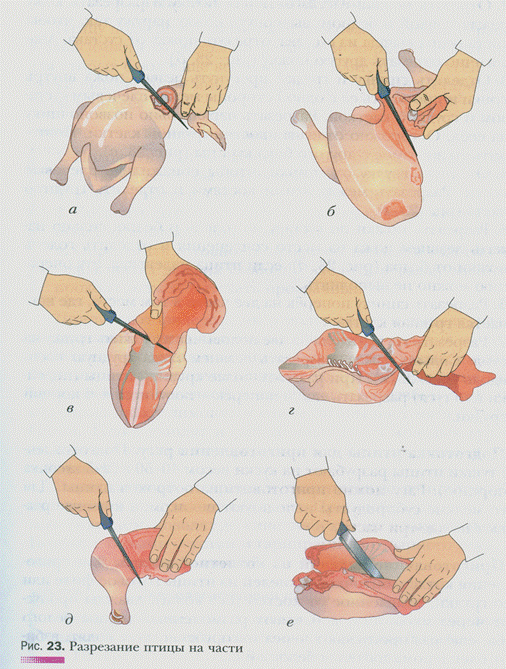 а
б
в
г
д
е
Рис. 23. Разрезание птицы на части